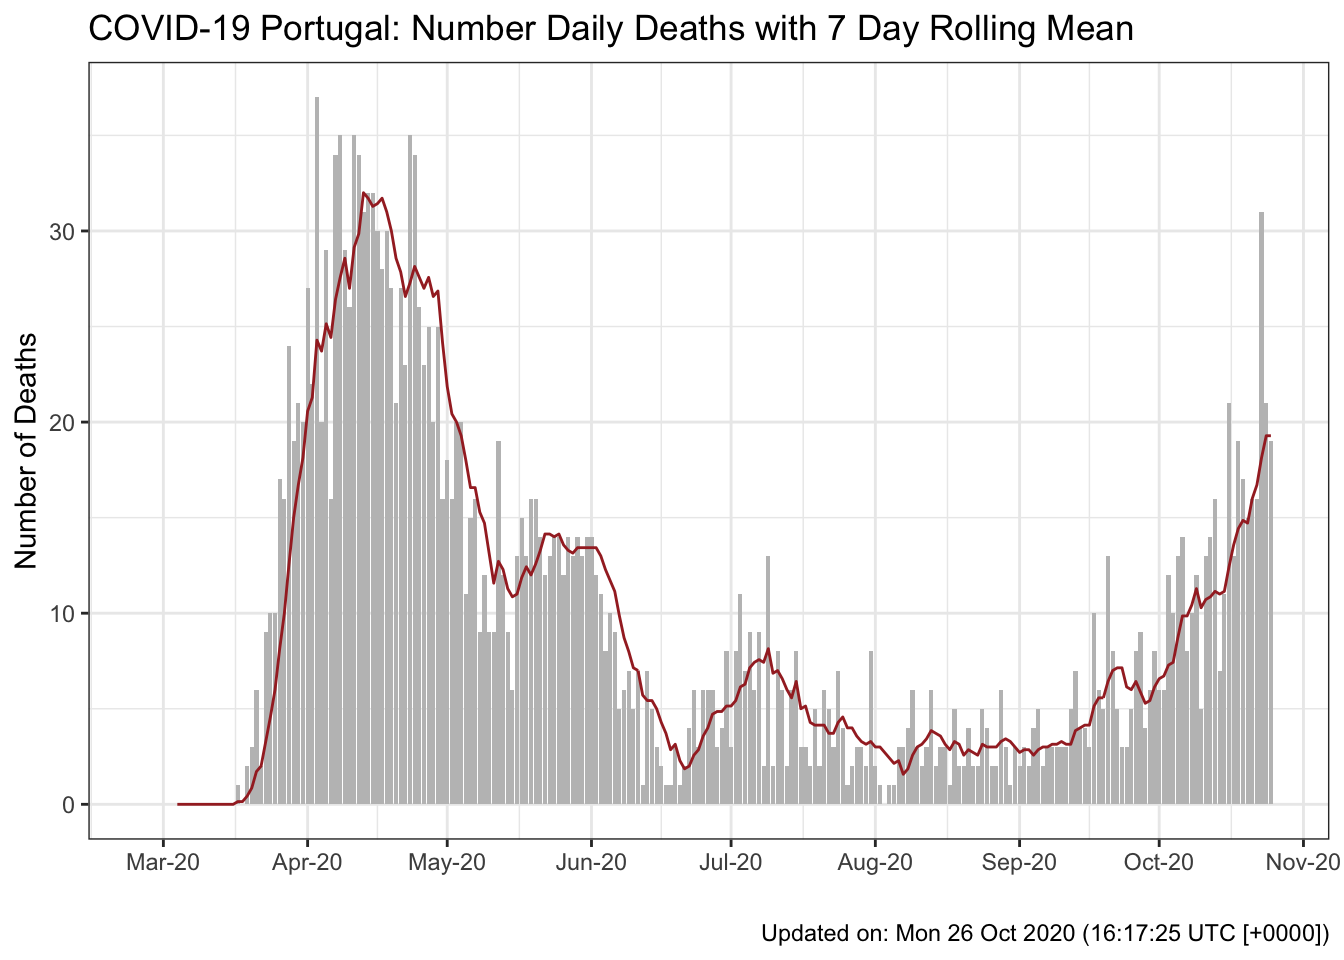 COVID-19 Portugal: Number Daily Deaths with 7 Day Rolling Mean
Number of Deaths
30
20
10
0
Mar-20 Apr-20 May-20 Jun-20 Jul-20 Aug-20 Sep-20 Oct-20 Nov-20
Updated on: Mon 26 Oct 2020 (16:17:25 UTC [+0000])